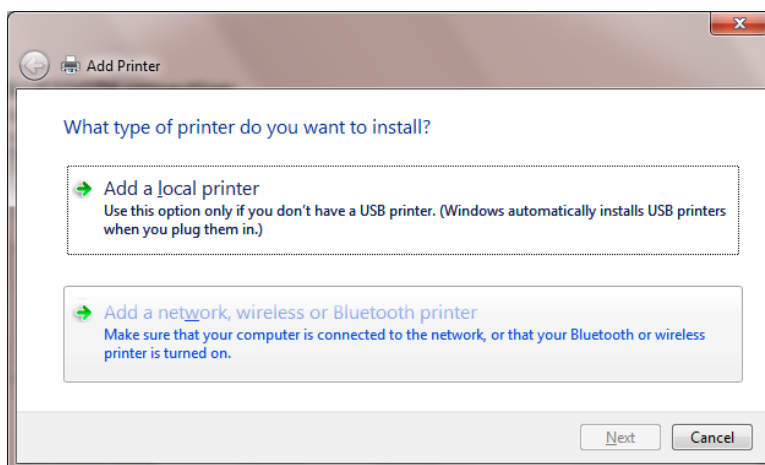 Add Printer
What type of printer do you want to install?
Add a local printer
Use this option only if you don't have a USB printer. (Windows automatically installs USB printers
when you plug them in.)
Add a network, wireless or Bluetooth printer
Make sure that your computer is connected to the network, or that your Bluetooth or wireless
printer is turned on.
Next
Cancel